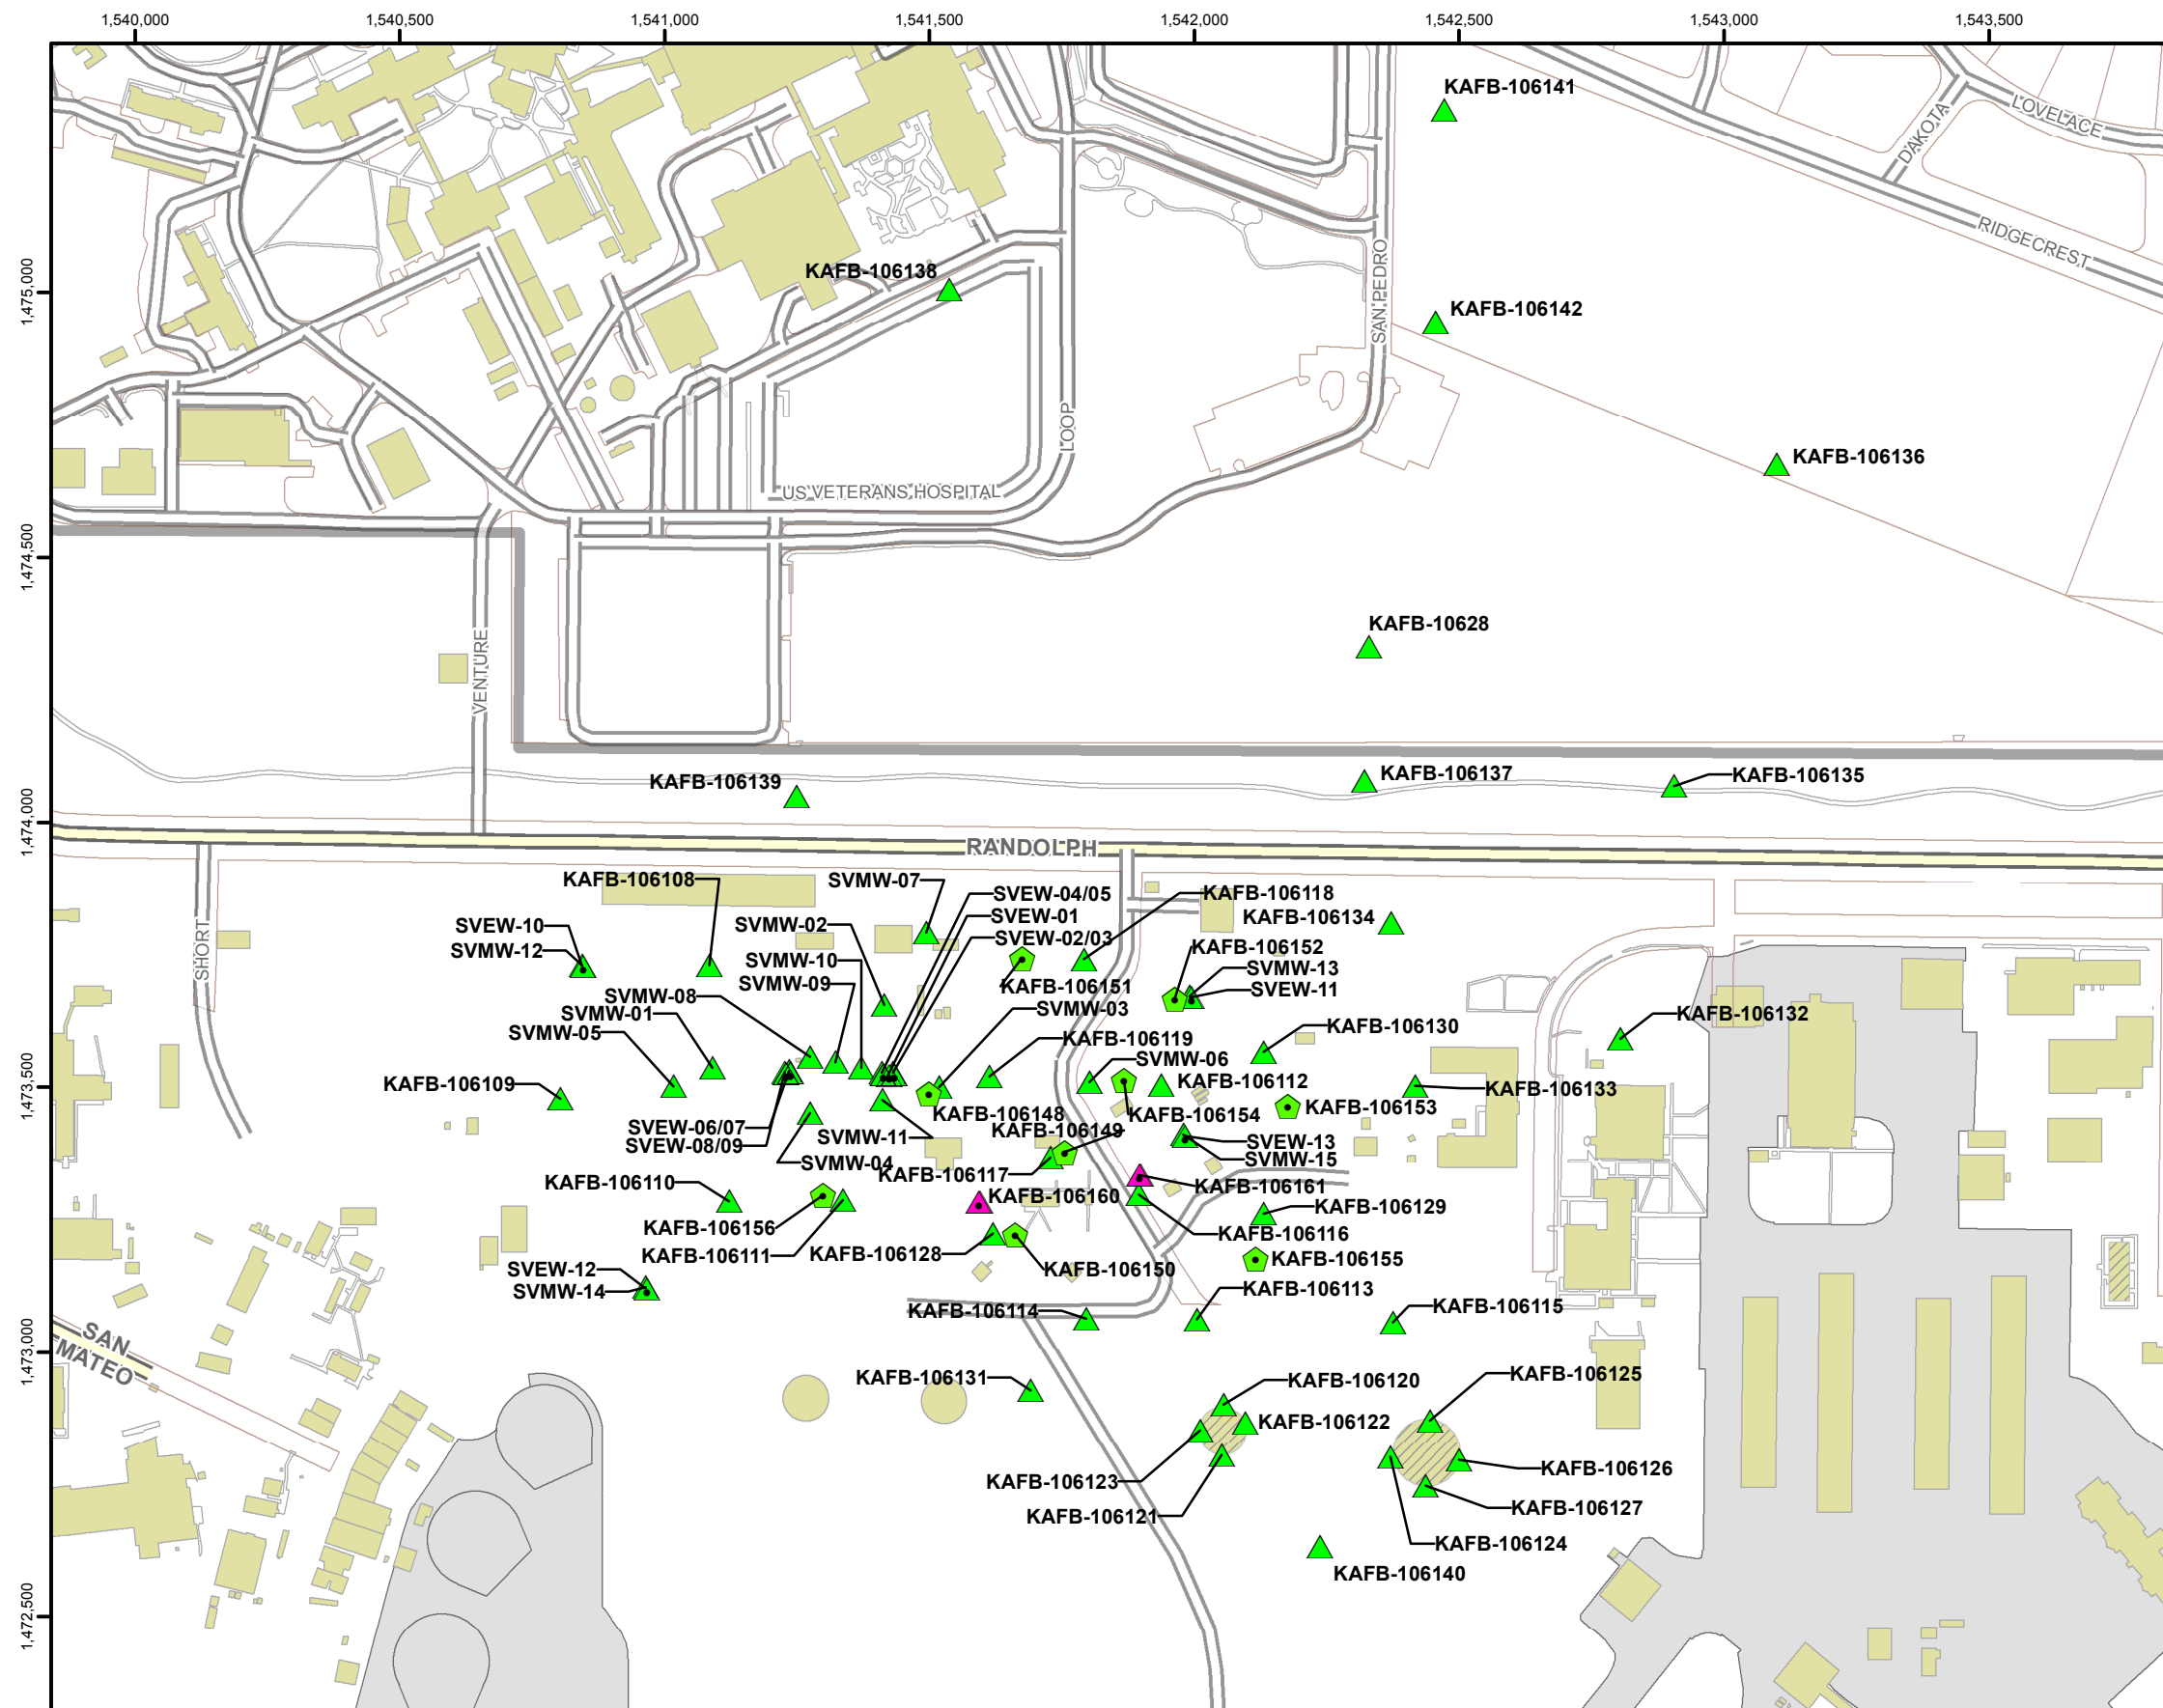 1,540,000
1,540,500
1,541,000
1,541,500
1,542,000
1,542,500
1,543,000
1,543,500
1,475,000
1,474,500
1,474,000
1,473,500
1,473,000
1,472,500
KAFB-106141
LOVELACE
DAKOTA
RIDGECREST
SAN PEDRO
KAFB-106138
KAFB-106142
LOOP
KAFB-106136
US VETERANS HOSPITAL
KAFB-10628
VENTURE
KAFB-106139
KAFB-106137
KAFB-106135
RANDOLPH
KAFB-106108
SVMW-07
SVEW-04/05
KAFB-106118
SVEW-01
KAFB-106134
SVEW-10
SVMW-02
SVEW-02/03
KAFB-106152
SVMW-12
SHORT
SVMW-10
SVMW-13
SVMW-09
KAFB-106151
SVEW-11
SVMW-08
SVMW-03
SVMW-01
KAFB-106132
SVMW-05
KAFB-106130
KAFB-106119
SVMW-06
KAFB-106109
KAFB-106112
KAFB-106133
KAFB-106148
KAFB-106154
KAFB-106153
SVEW-06/07
KAFB-106149
SVEW-08/09
SVMW-11
SVEW-13
SVMW-04
SVMW-15
KAFB-106117
KAFB-106110
KAFB-106160
KAFB-106161
KAFB-106129
KAFB-106156
KAFB-106116
KAFB-106111
KAFB-106128
KAFB-106155
SVEW-12
KAFB-106150
SVMW-14
KAFB-106113
KAFB-106114
KAFB-106115
SAN
MATEO
KAFB-106131
KAFB-106120
KAFB-106125
KAFB-106122
KAFB-106123
KAFB-106126
KAFB-106121
KAFB-106127
KAFB-106124
KAFB-106140